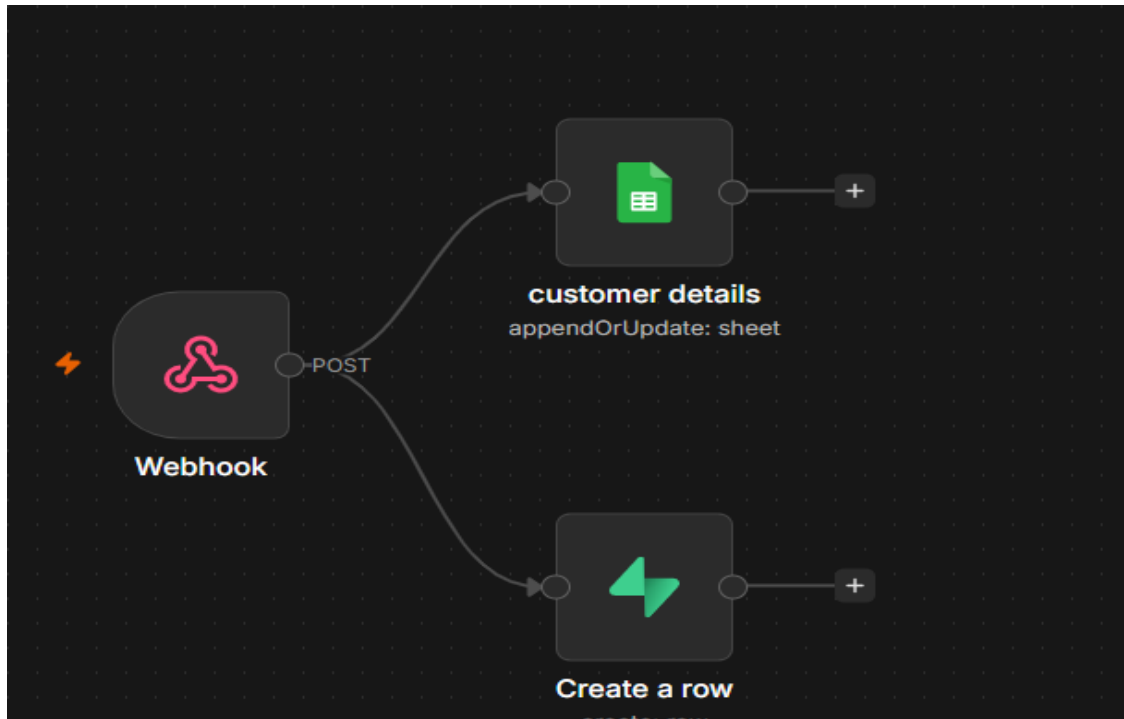 customer details
appendOrUpdate: sheet
POST
Webhook
Create a row